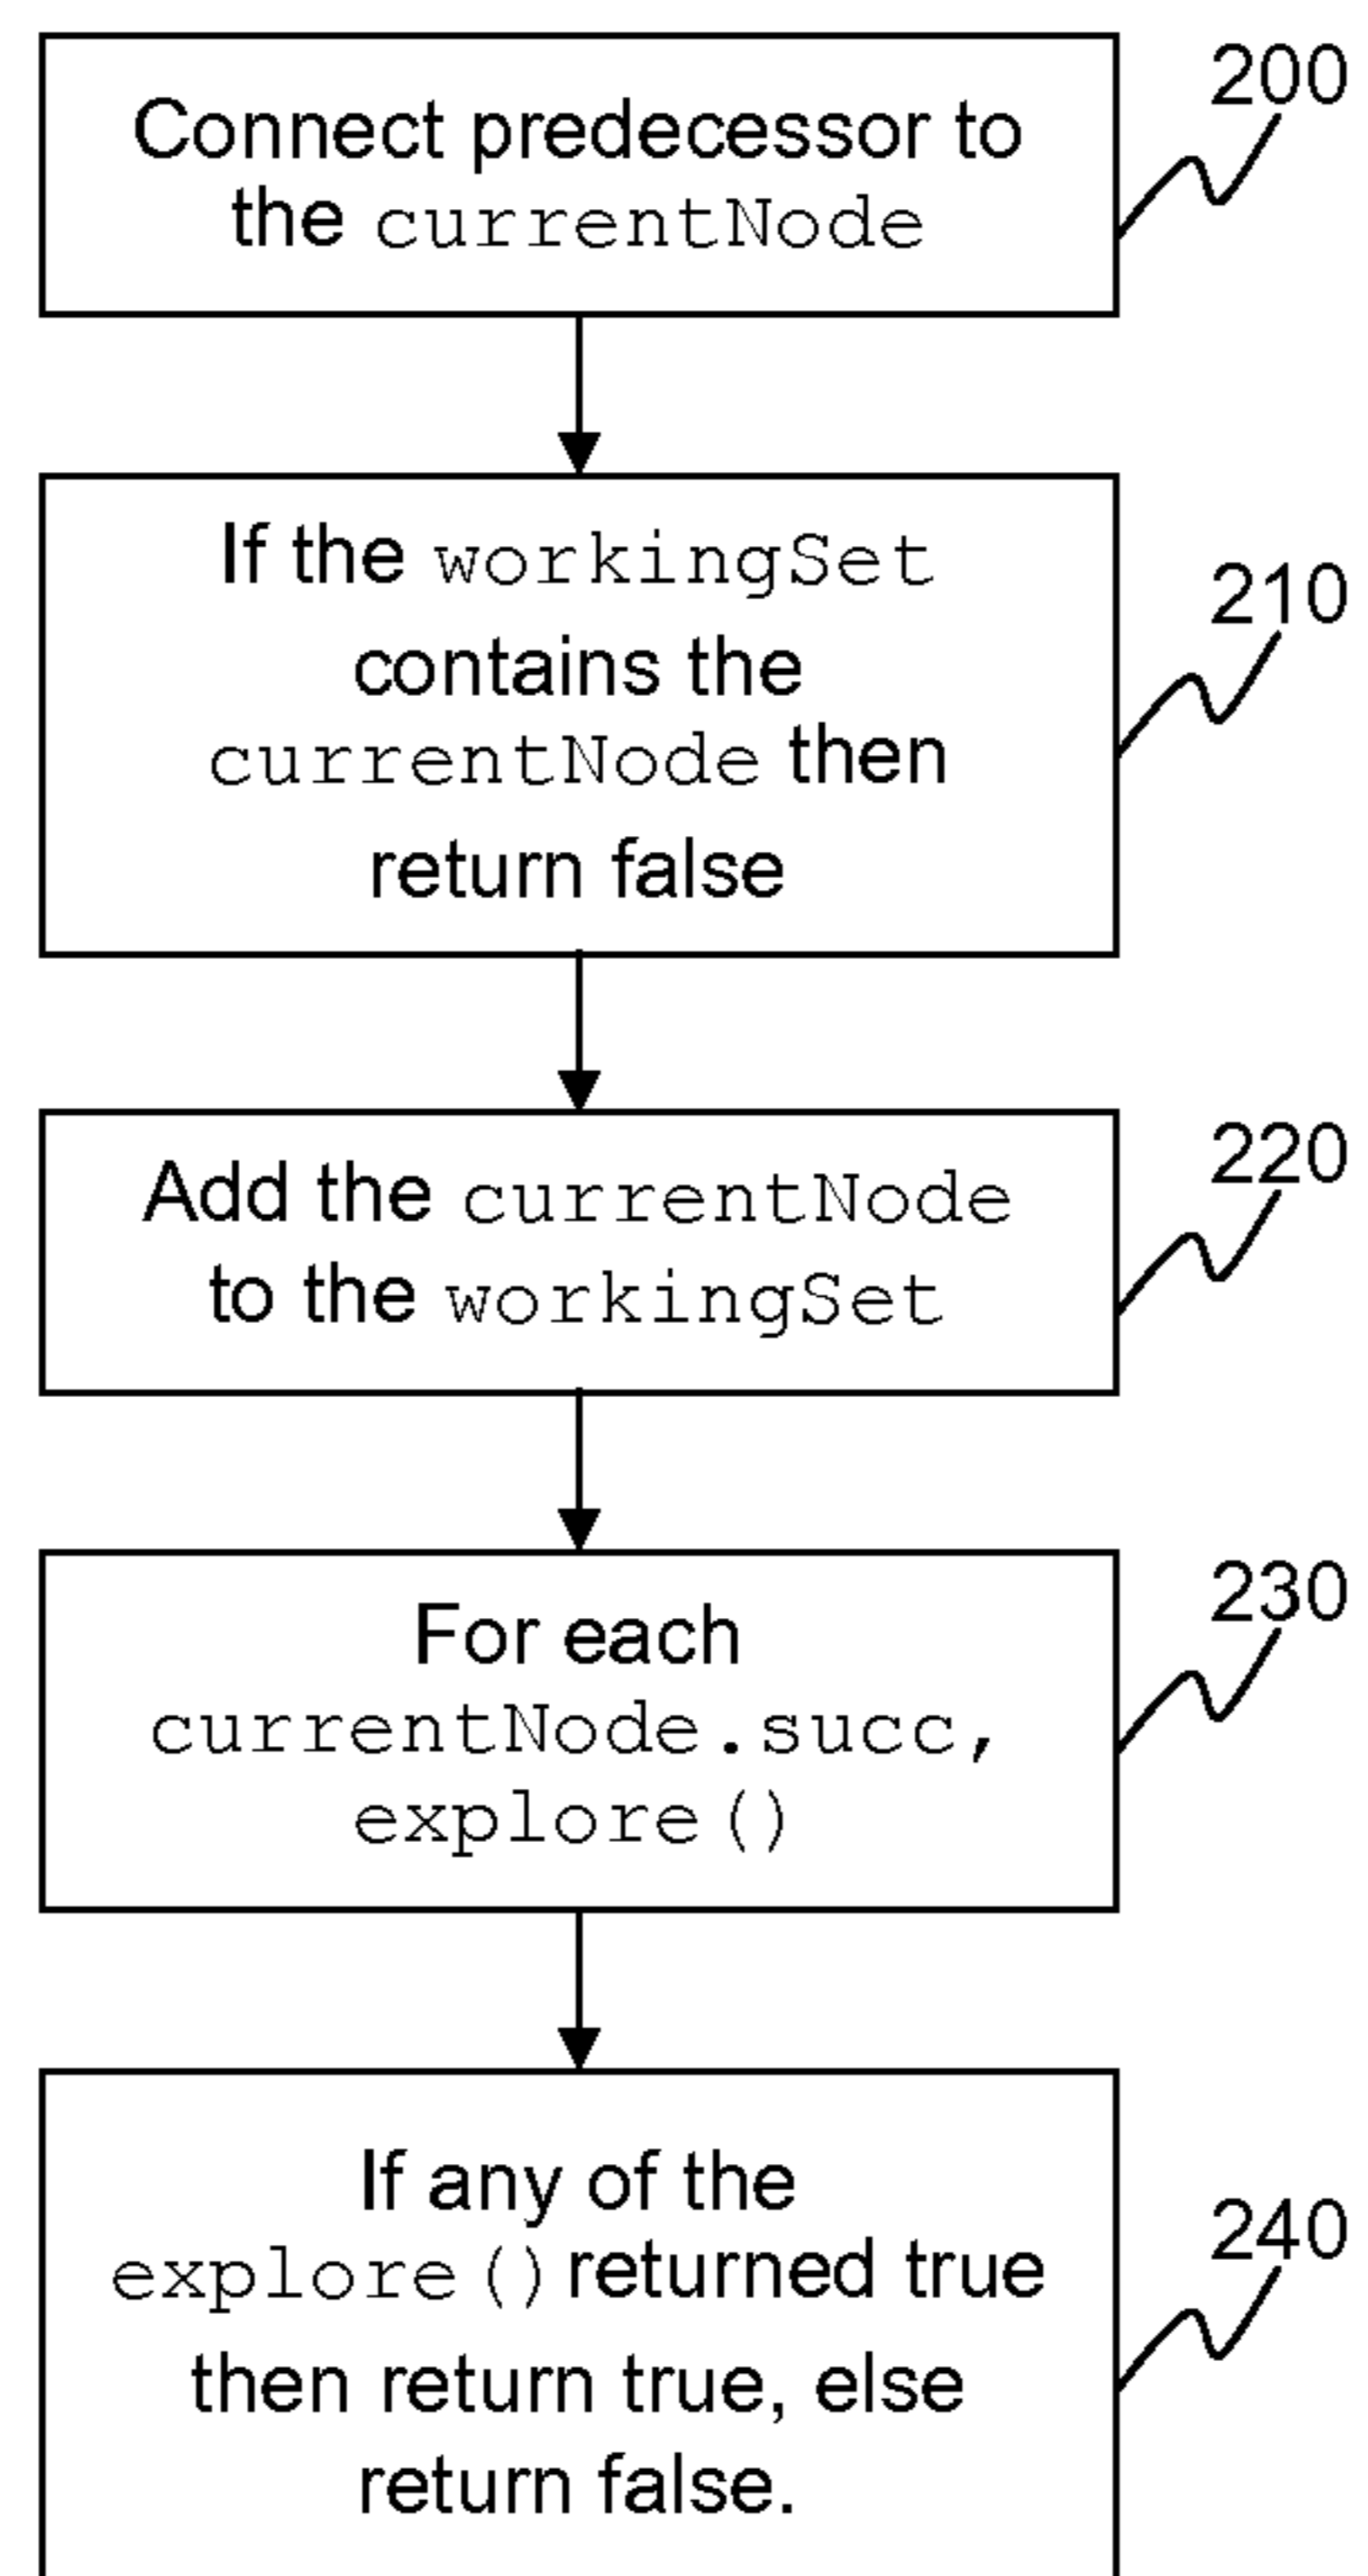 200
Connect predecessor to
the currentNode
210
If the workingSet
contains the
currentNode then
return false
220
Add the currentNode
to the workingSet
230
For each
currentNode.succ,
explore()
240
If any of the
explore() returned true
then return true, else
return false.